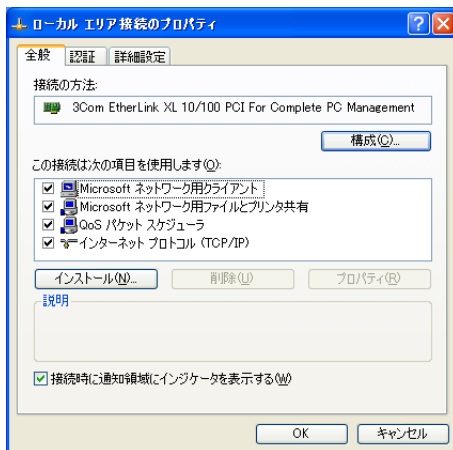 ローカル エリア接続のプロパティ
全般 認証 詳細設定
接続の方法:
3Com EtherLink XL 10/100 PCI For Complete PC Management
構成(C)...
この接続は次の項目を使用します(O):
Microsoft ネットワーク用クライアント
Microsoft ネットワーク用ファイルとプリンタ共有
QoS パケット スケジューラ
インターネット プロトコル (TCP/IP)
インストール(N)... 削除(U) プロパティ(R)
説明
接続時に通知領域にインジケータを表示する(W)
OK キャンセル